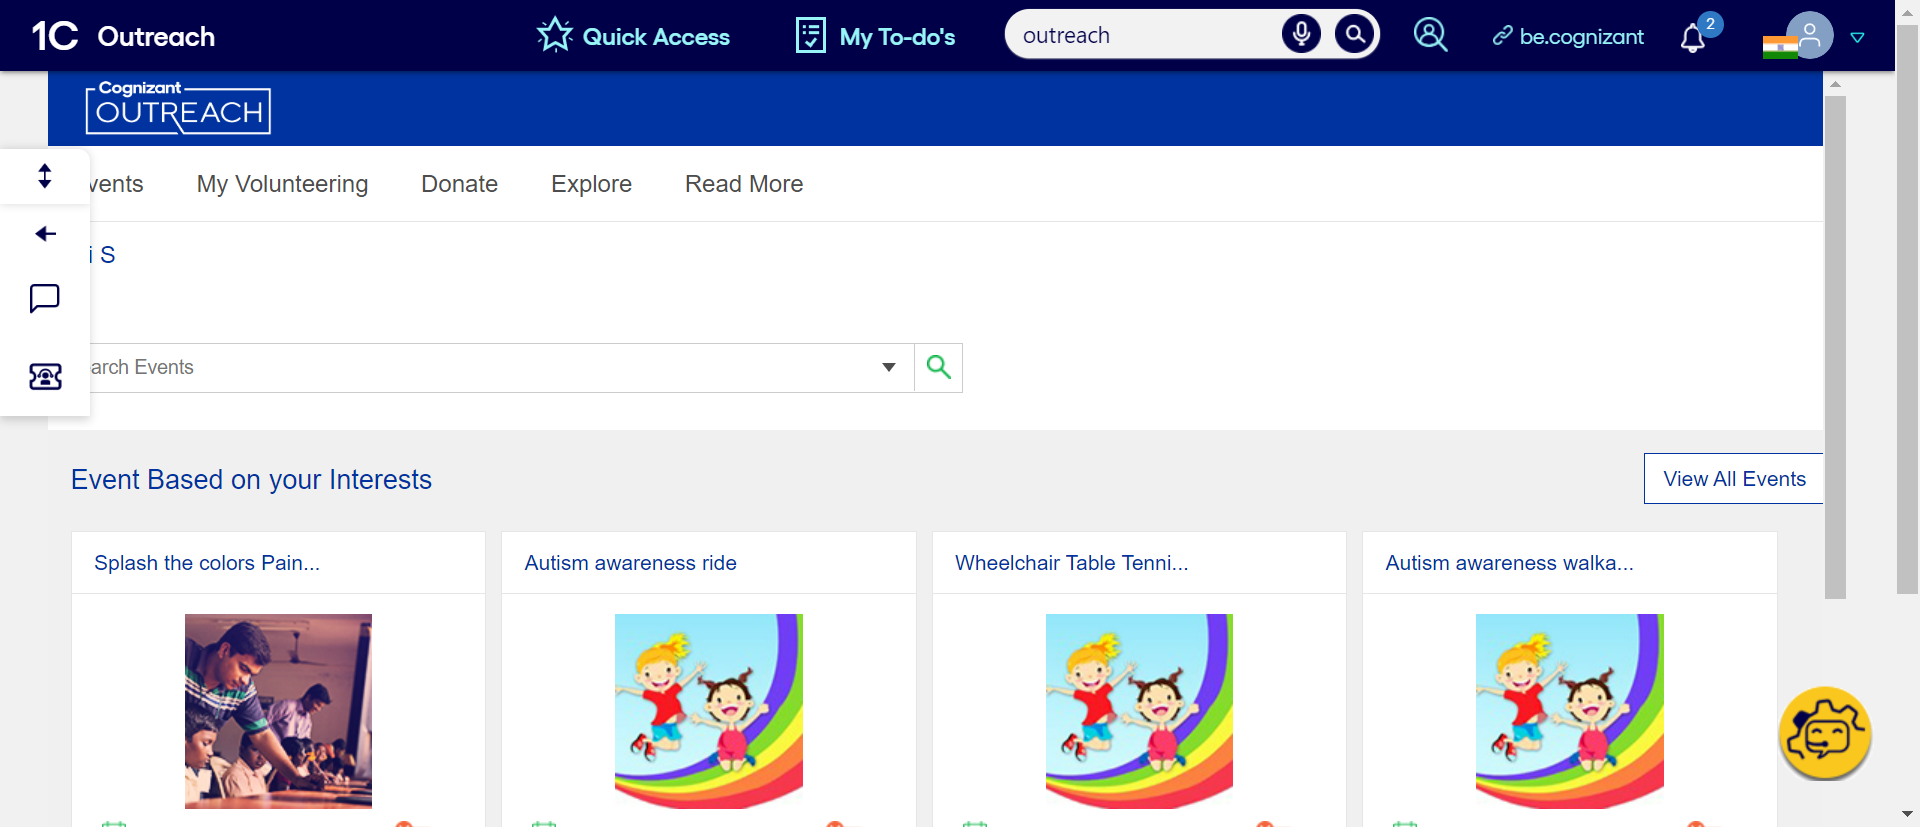 1C Outreach
Quick Access
My To-do's
outreach
be.cognizant
2
Cognizant
OUTREACH
vents
My Volunteering
Donate
Explore
Read More
i S
arch Events
Event Based on your Interests
View All Events
Splash the colors Pain...
Autism awareness ride
Wheelchair Table Tenni...
Autism awareness walka...